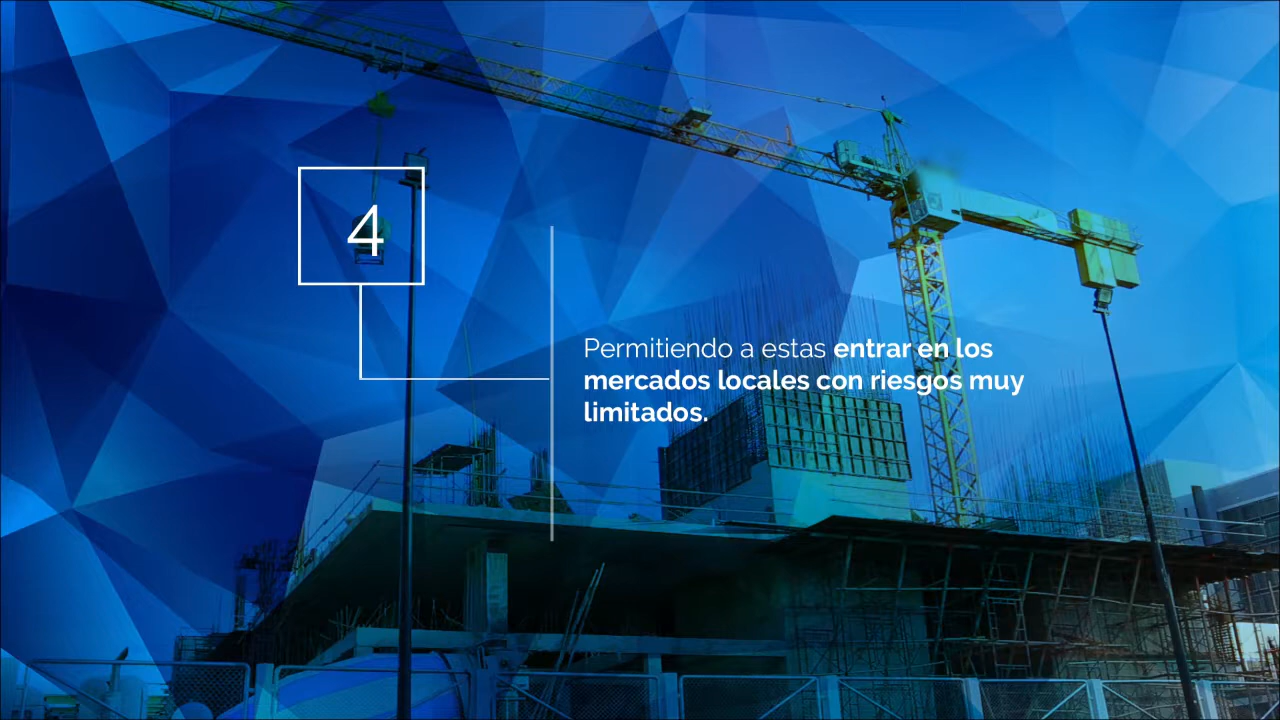 4
Permitiendo a estas entrar en los
mercados locales con riesgos muy
limitados.